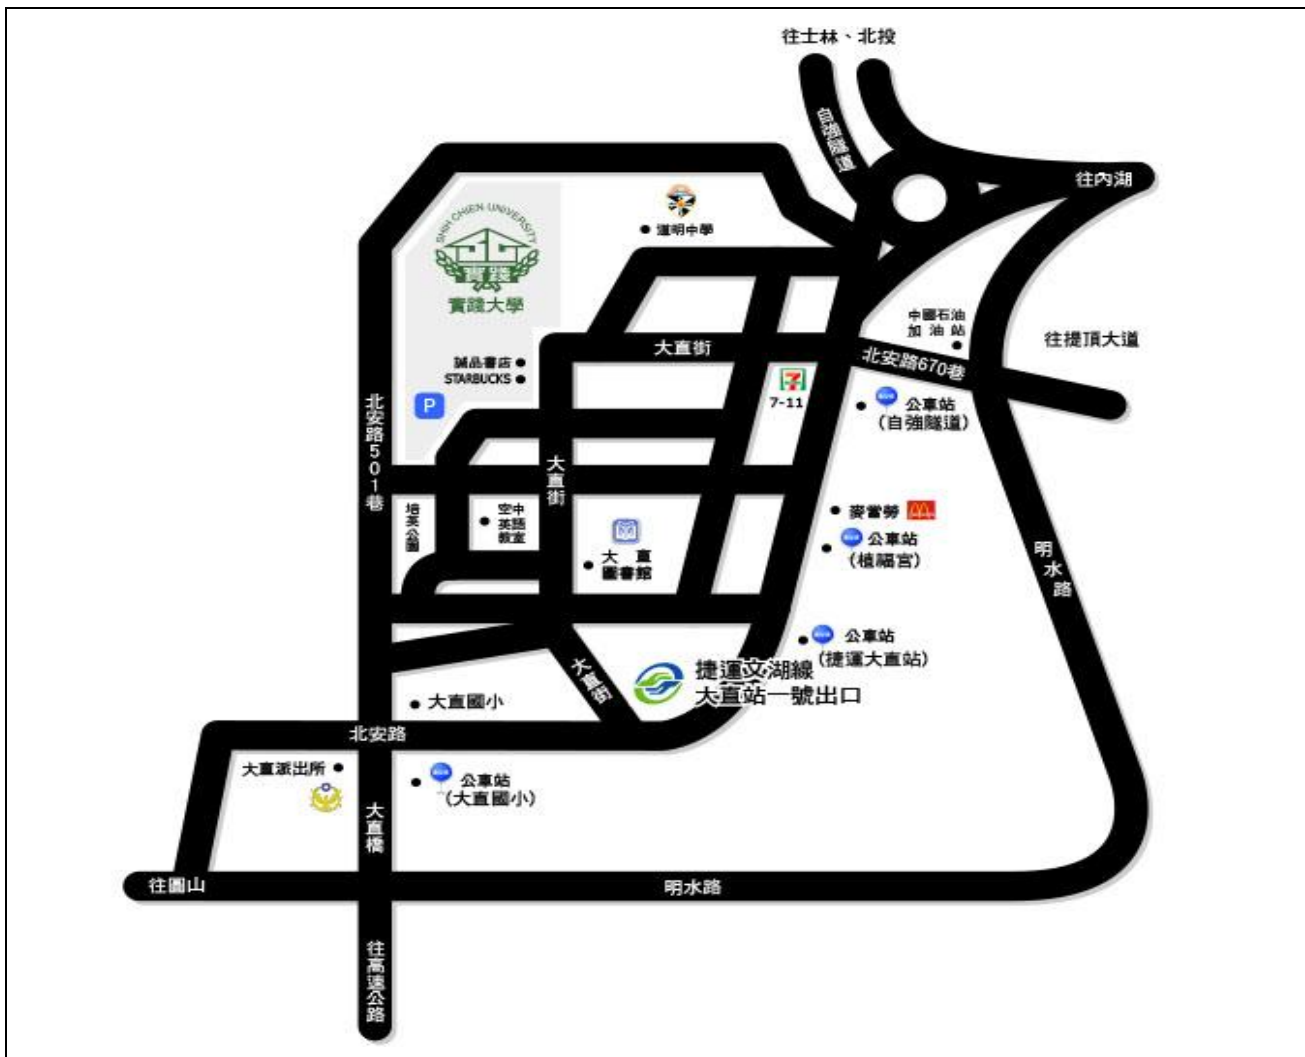 往士林、北投
自強隧道
往內湖
道明中學
SHIH CHIEN UNIVERSITY
實踐
實踐大學
中國石油
加油站
往提頂大道
大直街
北安路670巷
誠品書店
STARBUCKS
P
7-11
公車站
(自強隧道)
北安路501巷
大直街
培英公園
空中
英語
教室
大直
圖書館
麥當勞
公車站
(植福宮)
明水路
公車站
(捷運大直站)
大直街
捷運文湖線
大直站一號出口
大直國小
北安路
大直派出所
公車站
(大直國小)
大直橋
往圓山
明水路
往高速公路